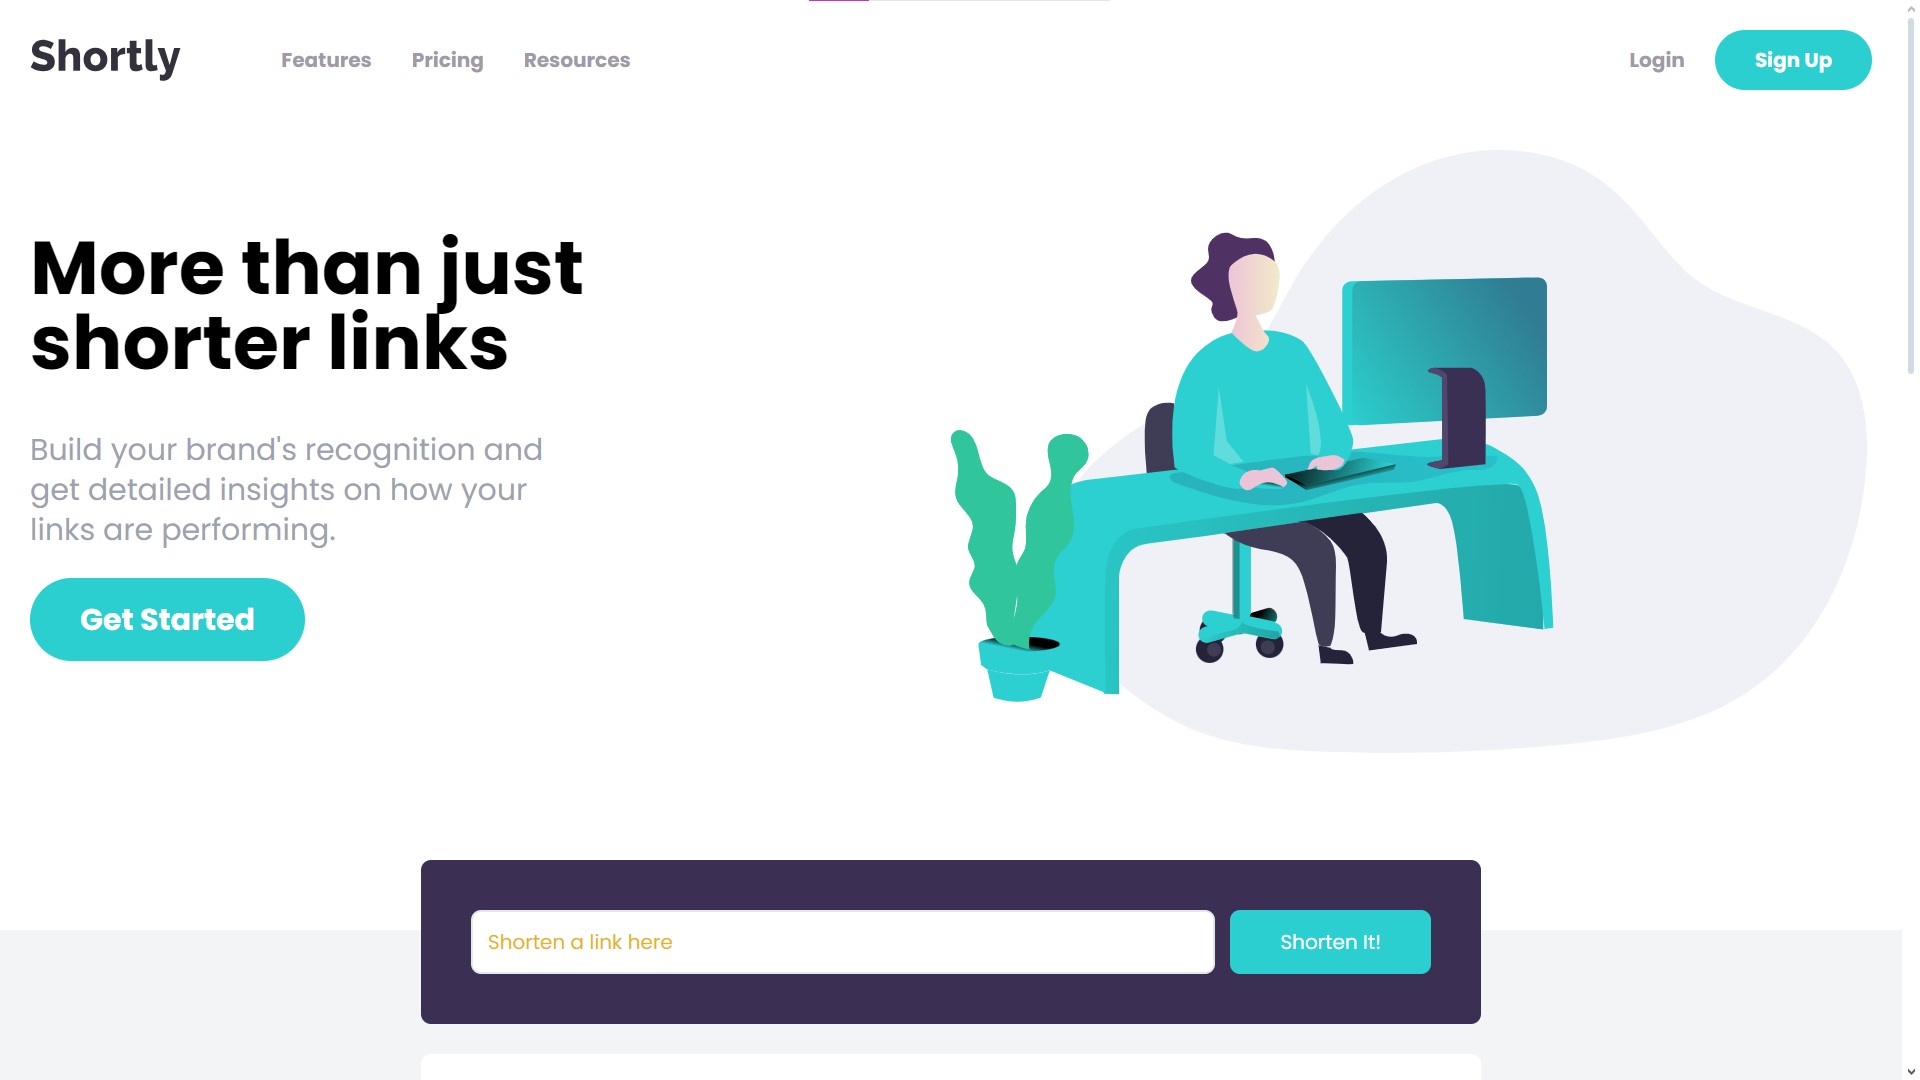 Shortly
Features
Pricing
Resources
Login
Sign Up
More than just
shorter links
Build your brand's recognition and
get detailed insights on how your
links are performing.
Get Started
Shorten a link here
Shorten It!